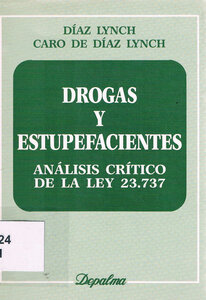 DÍAZ LYNCH
CARO DE DÍAZ LYNCH
DROGAS
Y
ESTUPEFACIENTES
ANÁLISIS CRÍTICO
DE LA LEY 23.737
24
Depalma